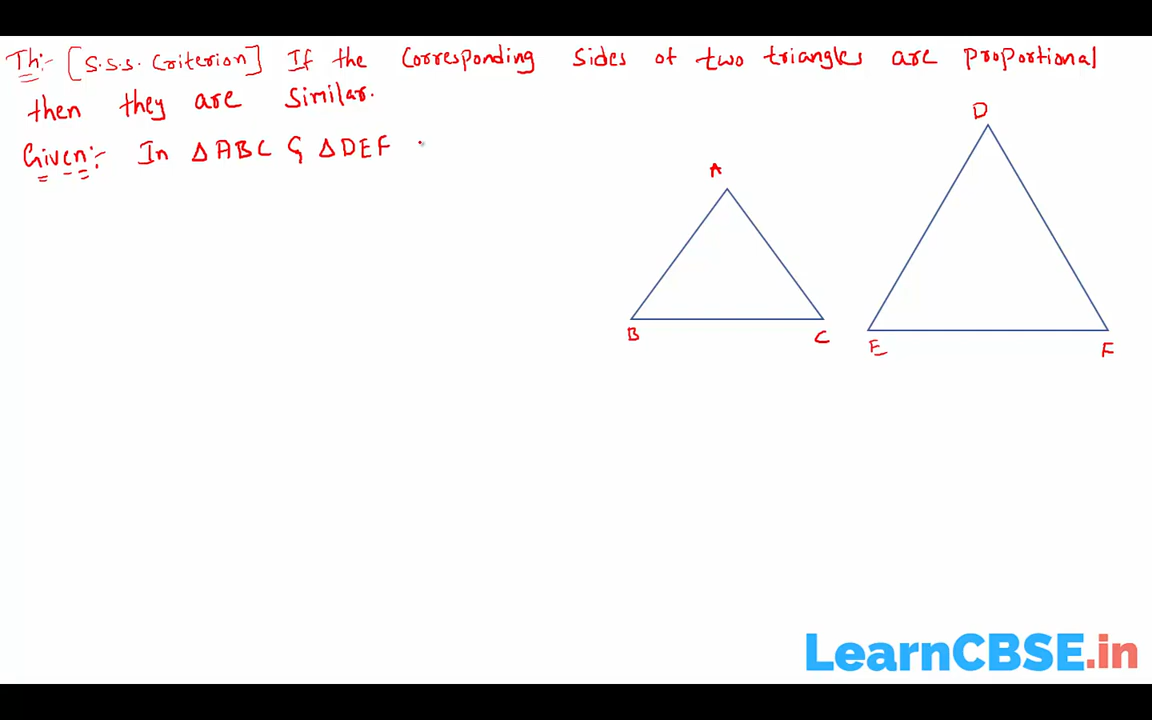 Th:- [S.S.S. Criterion] If the Corresponding sides of two triangles are proportional
then they are similar.
Given:- In ΔABC & ΔDEF
D
A
B
C
E
F
LearnCBSE.in